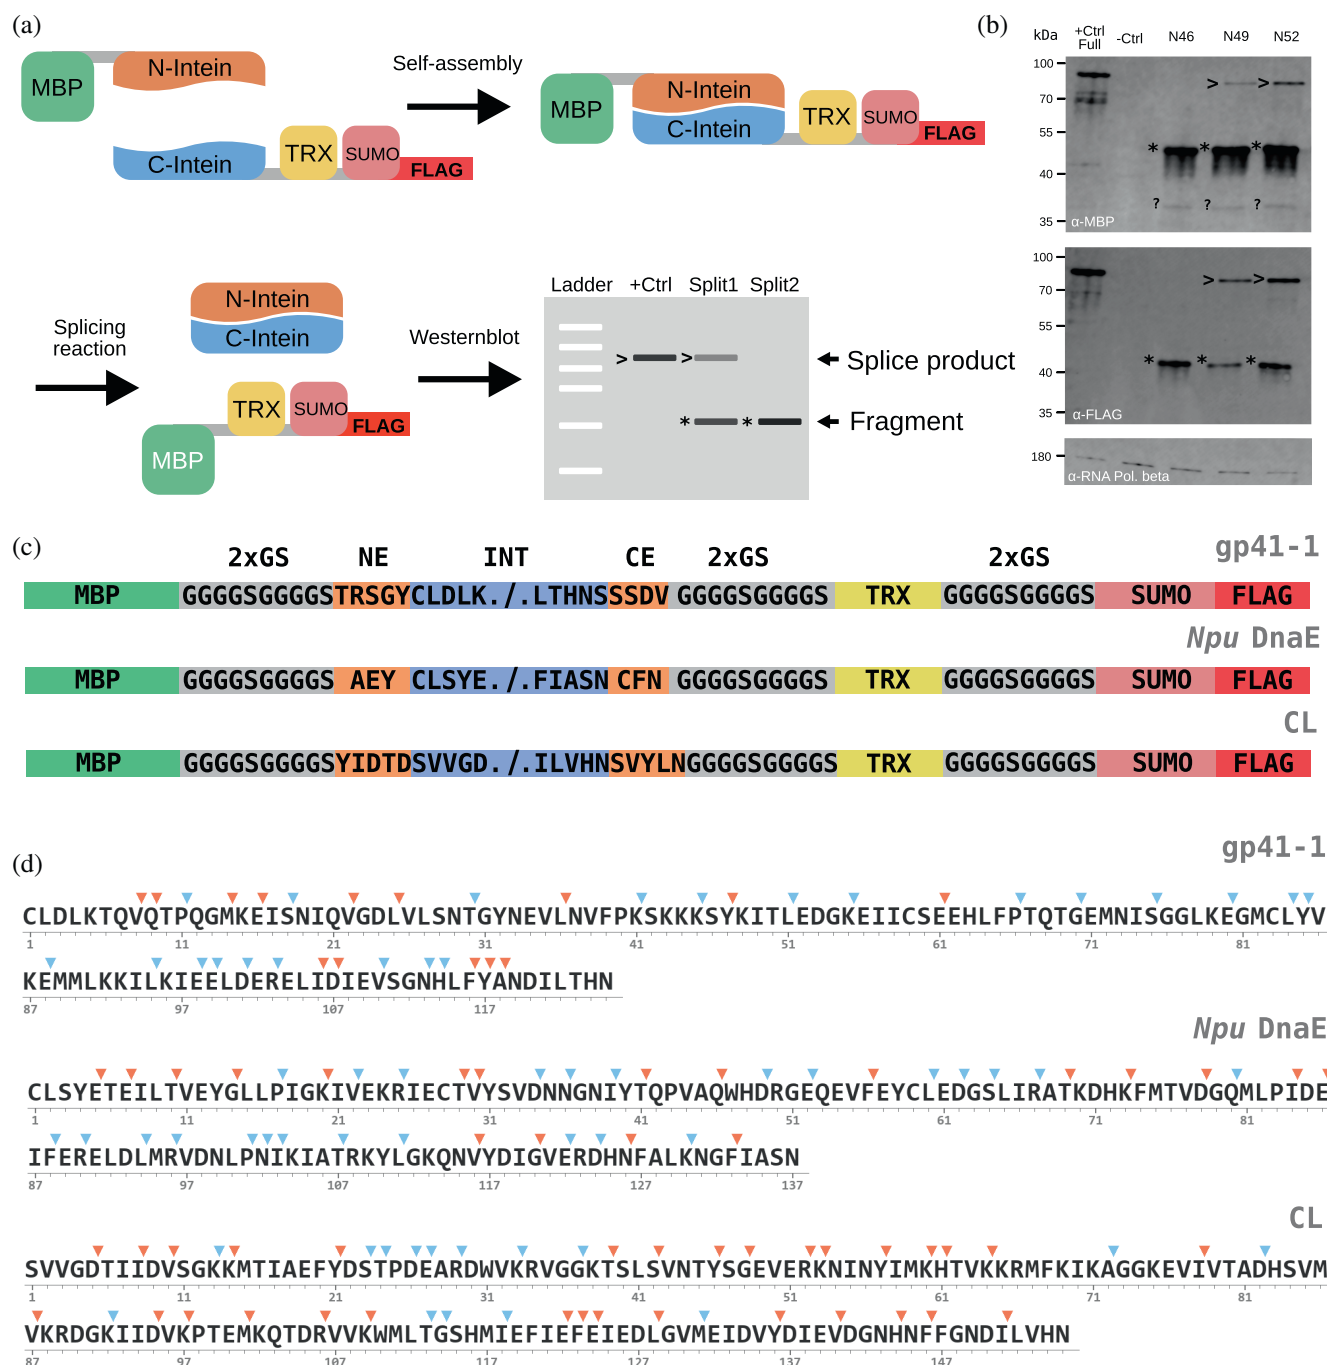 (a)
MBP
N-Intein
C-Intein
TRX
SUMO
FLAG
Self-assembly
MBP
N-Intein
C-Intein
TRX
SUMO
FLAG
Splicing
reaction
N-Intein
C-Intein
TRX
SUMO
FLAG
MBP
Westernblot
Ladder +Ctrl Split1 Split2
> >
* *
Splice product
Fragment
(b)
kDa +Ctrl Full -Ctrl N46 N49 N52
100
70
55
40
35
> >
* * *
? ? ?
α-MBP
100
70
55
40
35
> >
* * *
α-FLAG
180
α-RNA Pol. beta
(c)
2xGS NE INT CE 2xGS 2xGS
gp41-1
MBP GGGGSGGGGS TRSGY CLDLK./.LTHNS SSDV GGGGSGGGGS TRX GGGGSGGGGS SUMO FLAG
Npu DnaE
MBP GGGGSGGGGS AEY CLSYE./.FIASN CFN GGGGSGGGGS TRX GGGGSGGGGS SUMO FLAG
CL
MBP GGGGSGGGGS YIDTD SVVGD./.ILVHN SVYLN GGGGSGGGGS TRX GGGGSGGGGS SUMO FLAG
(d)
gp41-1
CLDLKTQVQTPQGMKEISNIQVGDLVLSNTGYNEVLNVFPKSKKKSYKITLEDGKEIICSEEHLFPTQTGEMNISGGLKEGMCLYV
1 11 21 31 41 51 61 71 81
KEMMLKKILKIEELDERELIDIEVSGNHLFYANDILTHN
87 97 107 117
Npu DnaE
CLSYETEILTVEYGLLPIGKIVEKRIECTVYSVDNNGNIYTQPVAQWHDRGEQEVFEYCLEDGSLIRATKDHKFMTVDGQMLPIDE
1 11 21 31 41 51 61 71 81
IFERELDLMRVDNLPNIKIATRKYLGKQNVYDIGVERDHNFALKNGFIASN
87 97 107 117 127 137
CL
SVVGDTIIDVSGKKMTIAEFYDSTPDEARDWVKRVGGKTSLSVNTYSGEVERKNINYIMKHTVKKRMFKIKAGGKEVIVTADHSVM
1 11 21 31 41 51 61 71 81
VKRDGKIIDVKPTEMKQTDRVVKWMLTGSHMIEFIEFEIEDLGVMEIDVYDIEVDGNHNFFGNDILVHN
87 97 107 117 127 137 147